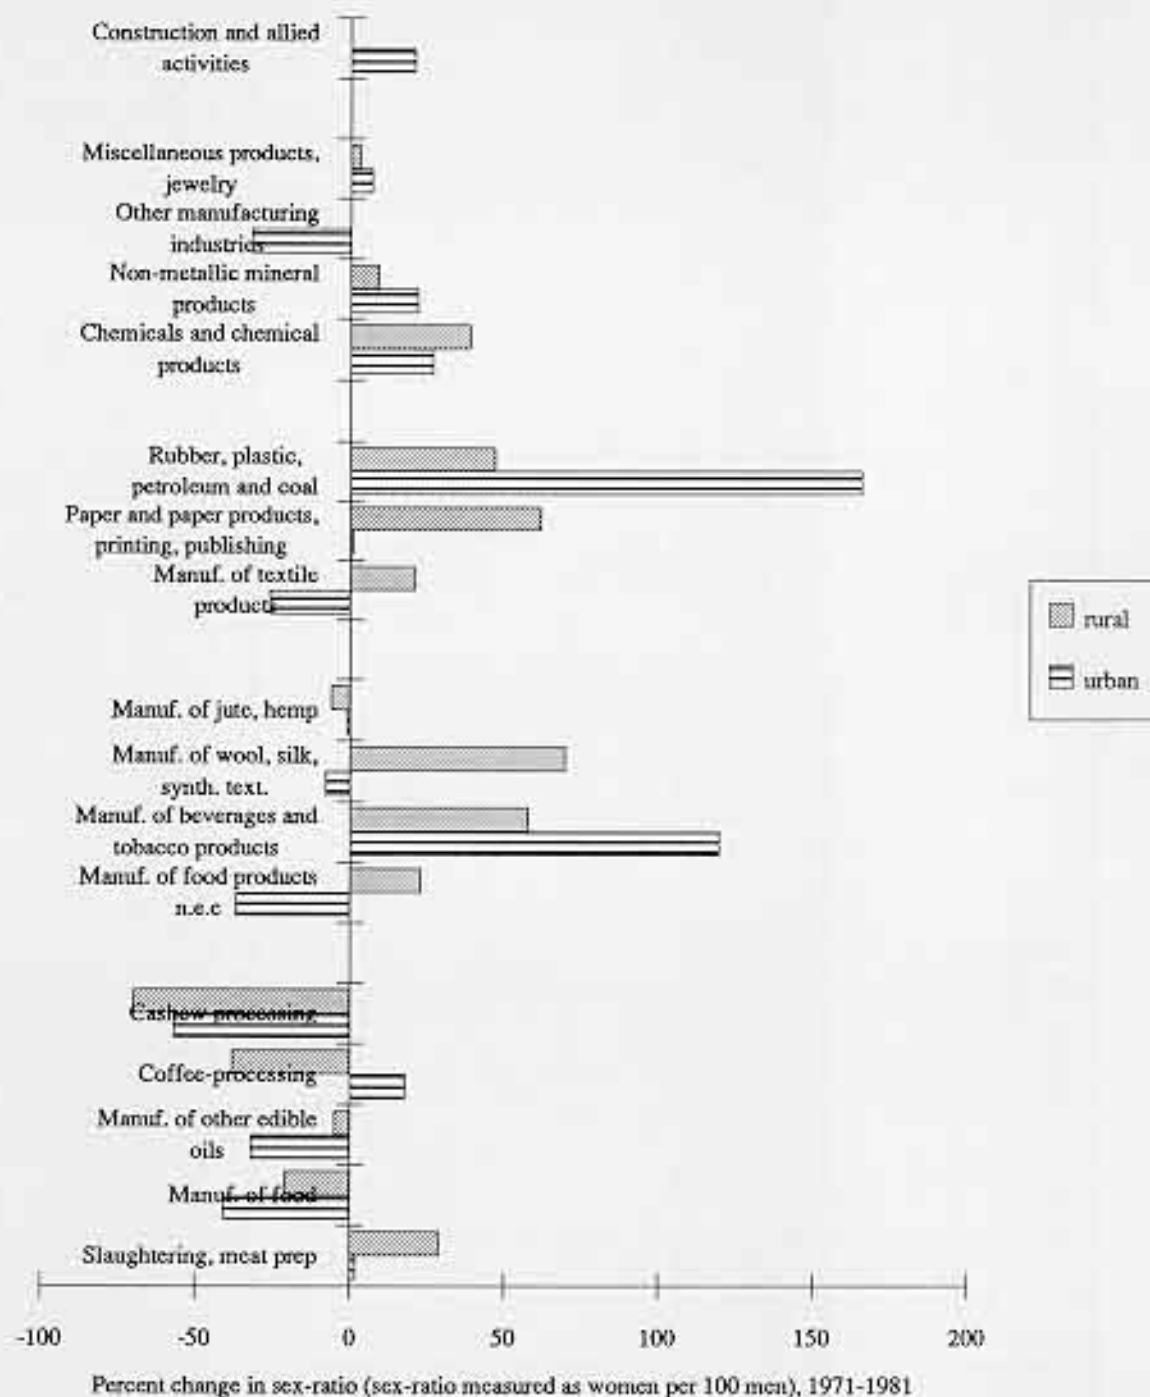 Construction and allied
activities
Miscellaneous products,
jewelry
Other manufacturing
industries
Non-metallic mineral
products
Chemicals and chemical
products
Rubber, plastic,
petroleum and coal
Paper and paper products,
printing, publishing
Manuf. of textile
products
rural
urban
Manuf. of jute, hemp
Manuf. of wool, silk,
synth. text.
Manuf. of beverages and
tobacco products
Manuf. of food products
n.e.c
Cashew processing
Coffee-processing
Manuf. of other edible
oils
Manuf. of food
Slaughtering, meat prep
-100 -50 0 50 100 150 200
Percent change in sex-ratio (sex-ratio measured as women per 100 men), 1971-1981